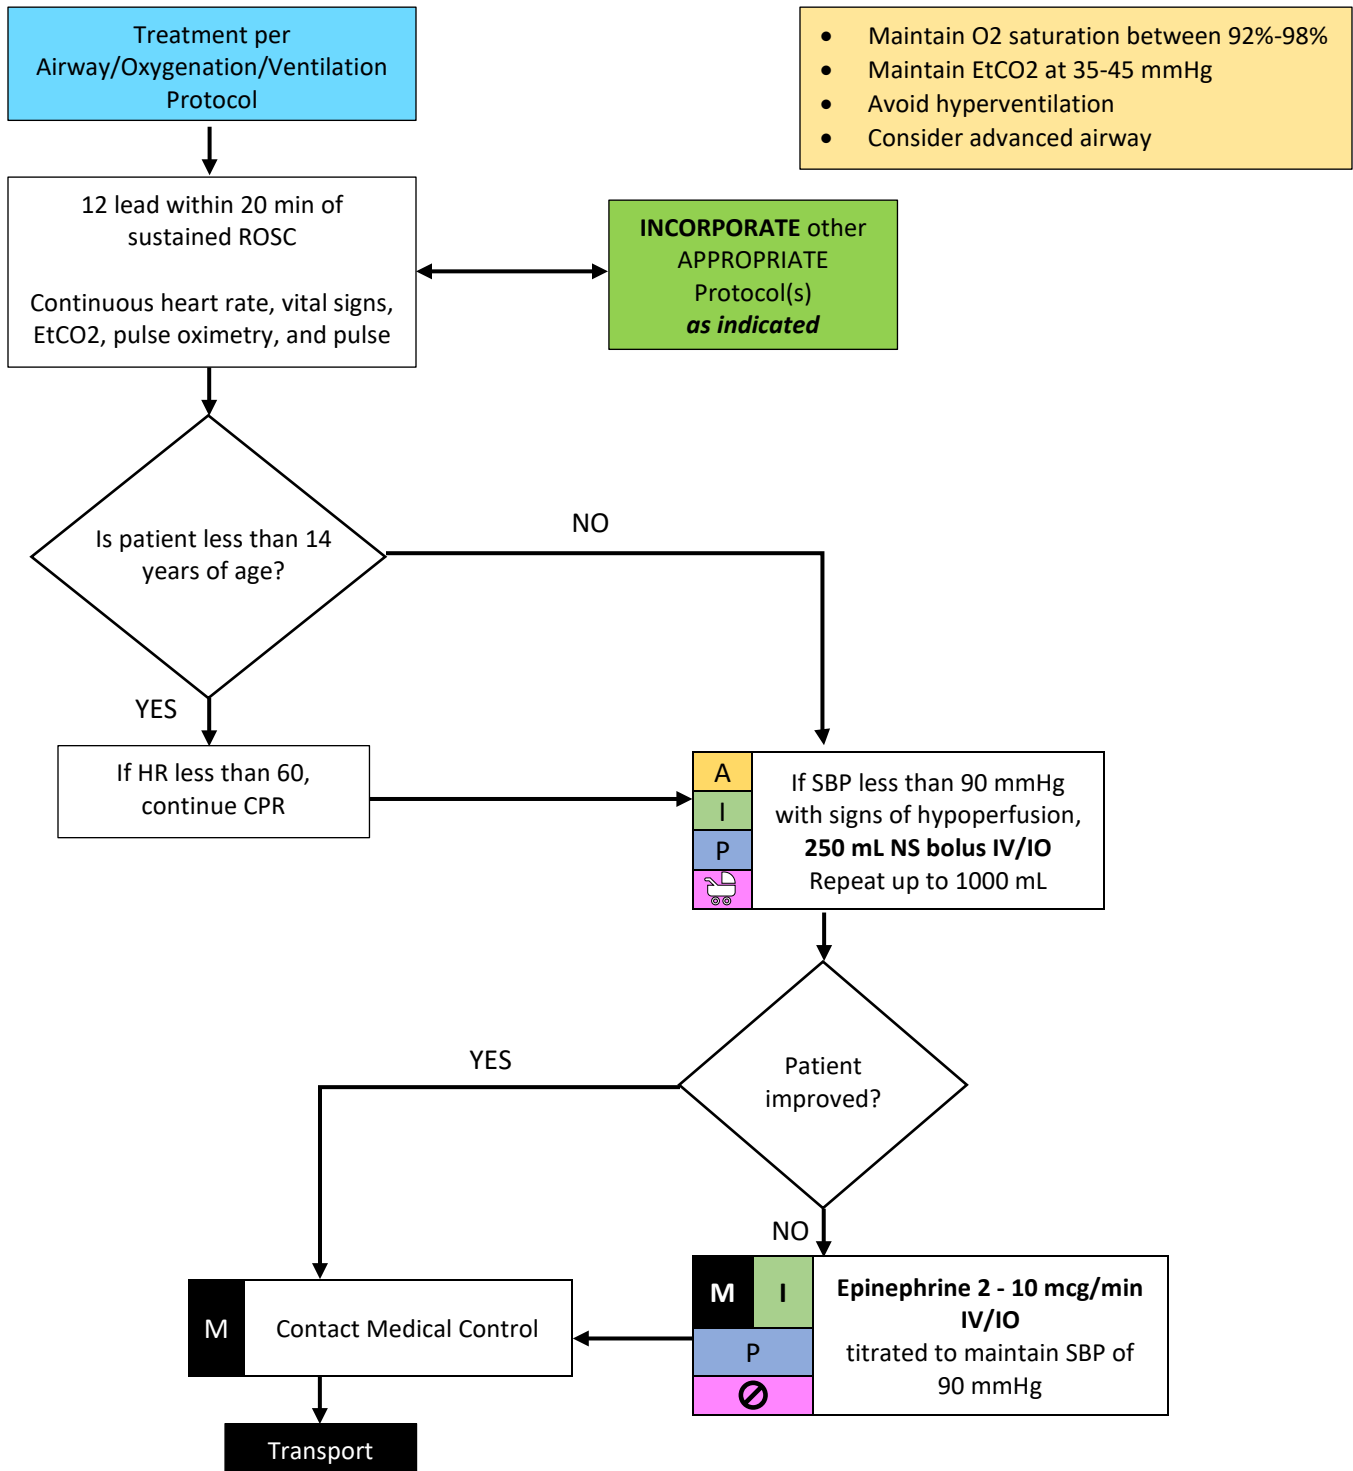 Treatment per
Airway/Oxygenation/Ventilation
Protocol
• Maintain O2 saturation between 92%-98%
• Maintain EtCO2 at 35-45 mmHg
• Avoid hyperventilation
• Consider advanced airway
12 lead within 20 min of
sustained ROSC
Continuous heart rate, vital signs,
EtCO2, pulse oximetry, and pulse
INCORPORATE other
APPROPRIATE
Protocol(s)
as indicated
Is patient less than 14
years of age?
NO
YES
If HR less than 60,
continue CPR
A
I
P
If SBP less than 90 mmHg
with signs of hypoperfusion,
250 mL NS bolus IV/IO
Repeat up to 1000 mL
Patient
improved?
YES
NO
M I
P
Epinephrine 2 - 10 mcg/min
IV/IO
titrated to maintain SBP of
90 mmHg
M
Contact Medical Control
Transport